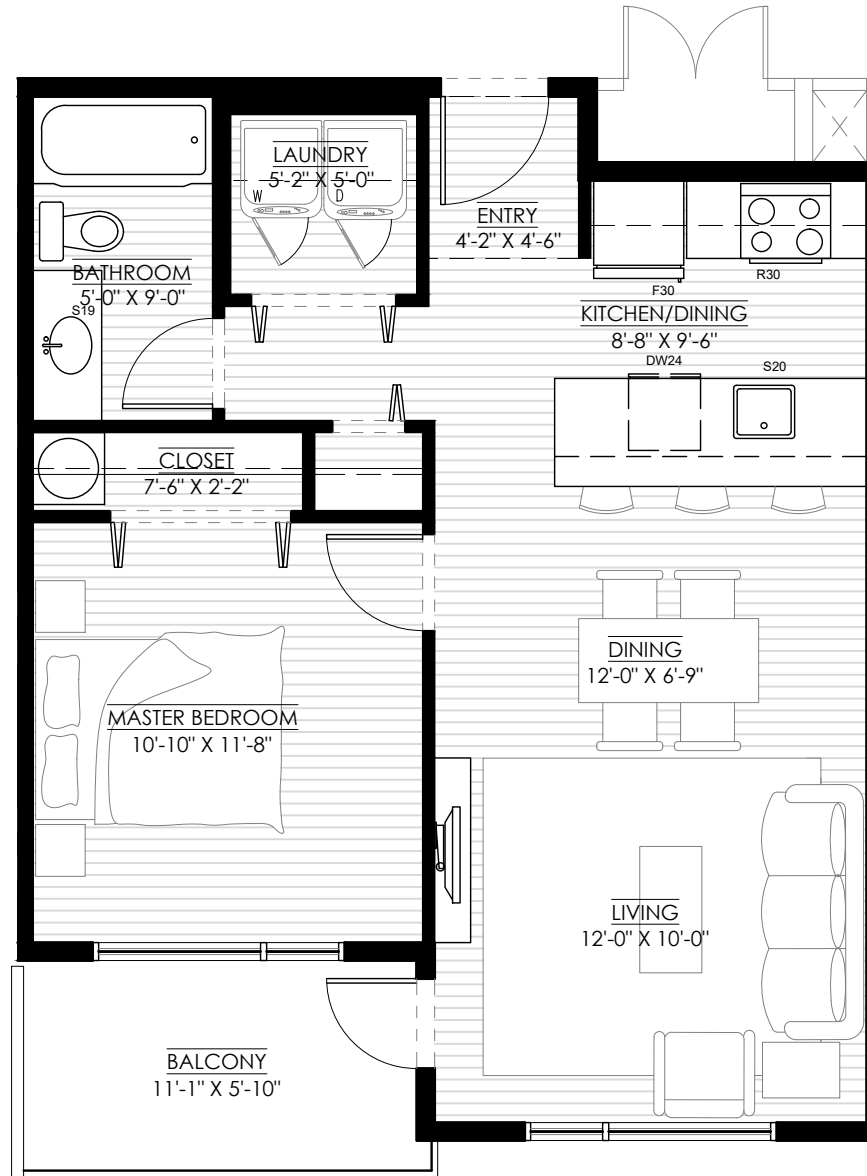 LAUNDRY
5'-2" X 5'-0"
W
D
ENTRY
4'-2" X 4'-6"
BATHROOM
5'-0" X 9'-0"
S19
R30
F30
KITCHEN/DINING
8'-8" X 9'-6"
DW24
S20
CLOSET
7'-6" X 2'-2"
DINING
12'-0" X 6'-9"
MASTER BEDROOM
10'-10" X 11'-8"
LIVING
12'-0" X 10'-0"
BALCONY
11'-1" X 5'-10"